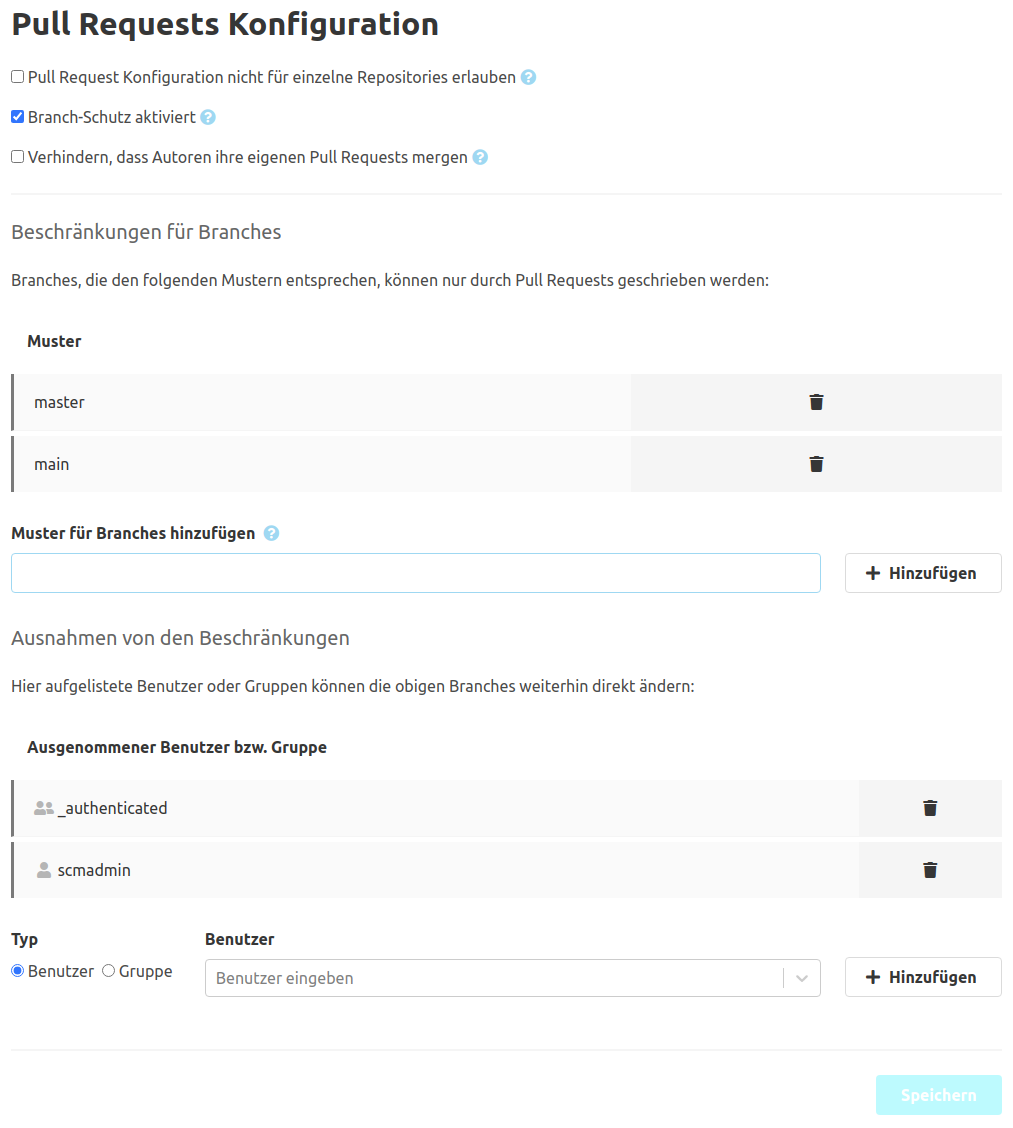 Pull Requests Konfiguration
Pull Request Konfiguration nicht für einzelne Repositories erlauben ?
Branch-Schutz aktiviert ?
Verhindern, dass Autoren ihre eigenen Pull Requests mergen ?
Beschränkungen für Branches
Branches, die den folgenden Mustern entsprechen, können nur durch Pull Requests geschrieben werden:
Muster
master
main
Muster für Branches hinzufügen ?
Hinzufügen
Ausnahmen von den Beschränkungen
Hier aufgelistete Benutzer oder Gruppen können die obigen Branches weiterhin direkt ändern:
Ausgenommener Benutzer bzw. Gruppe
_authenticated
scmadmin
Typ Benutzer
Benutzer Gruppe Benutzer eingeben Hinzufügen
Speichern